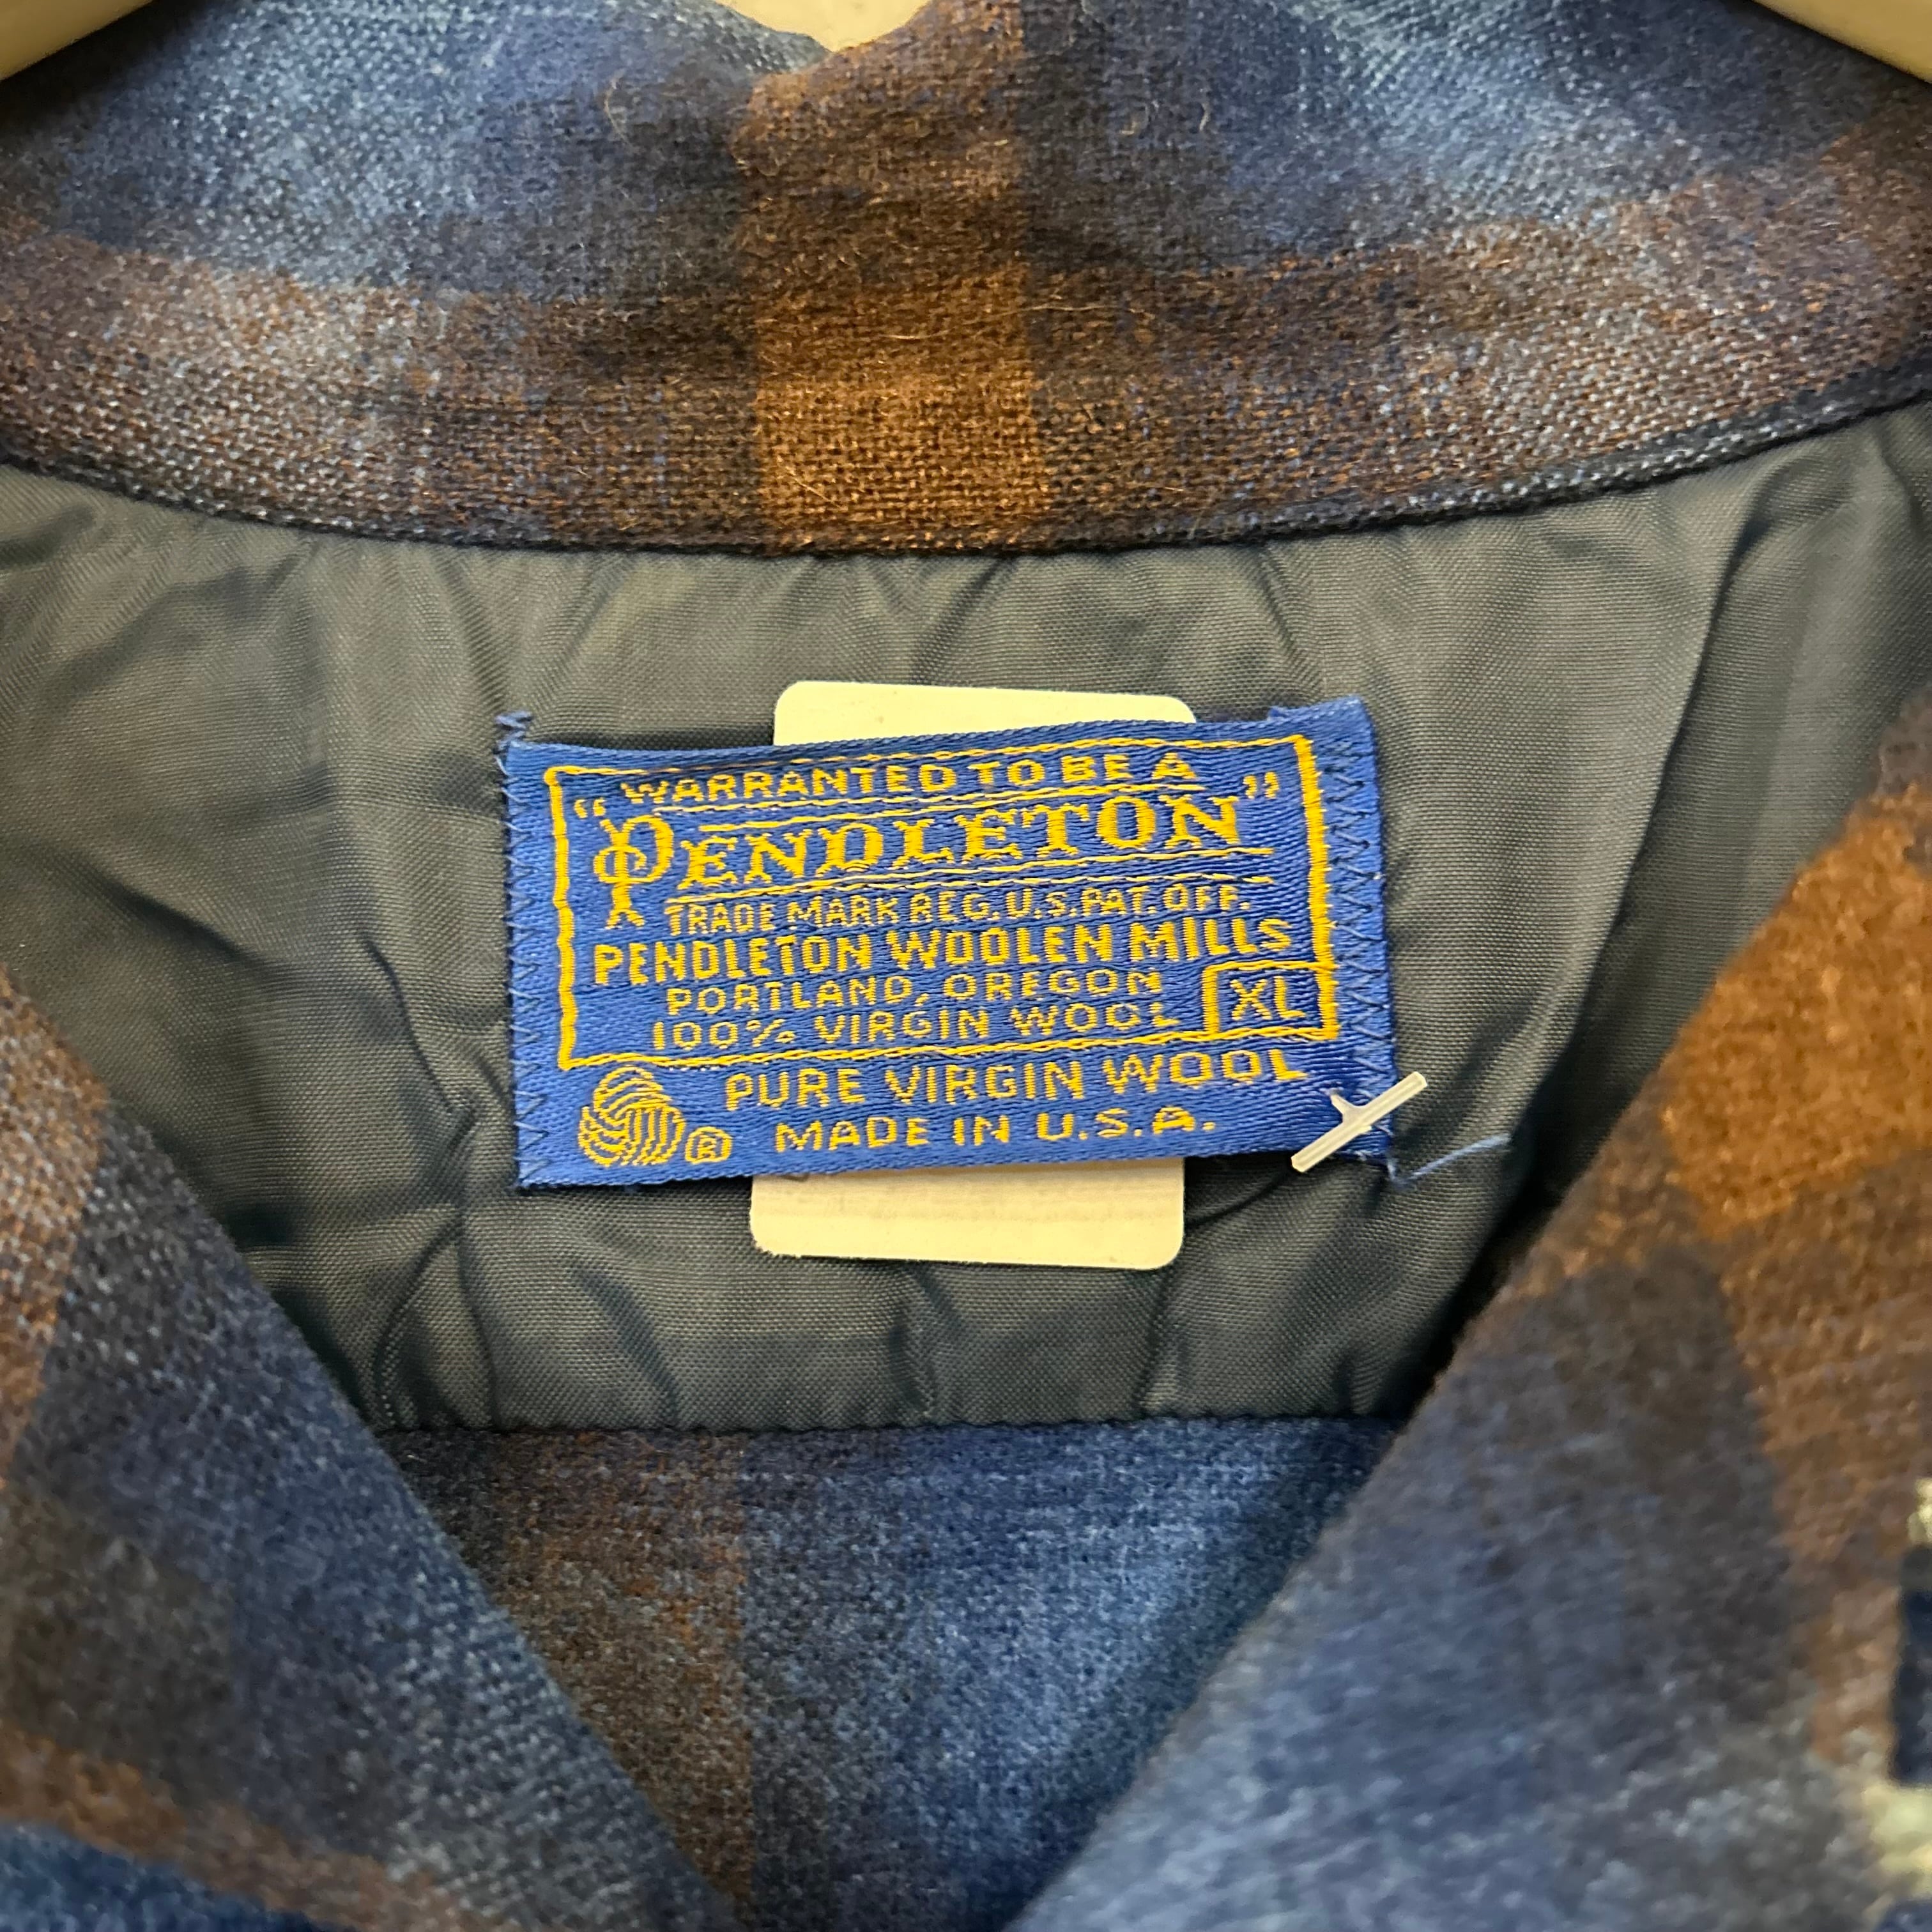 WARRANTED TO BE A
"PENDLETON"
TRADE MARK REG. U.S. PAT. OFF.
PENDLETON WOOLEN MILLS
PORTLAND, OREGON
100% VIRGIN WOOL XL
PURE VIRGIN WOOL
® MADE IN U.S.A.